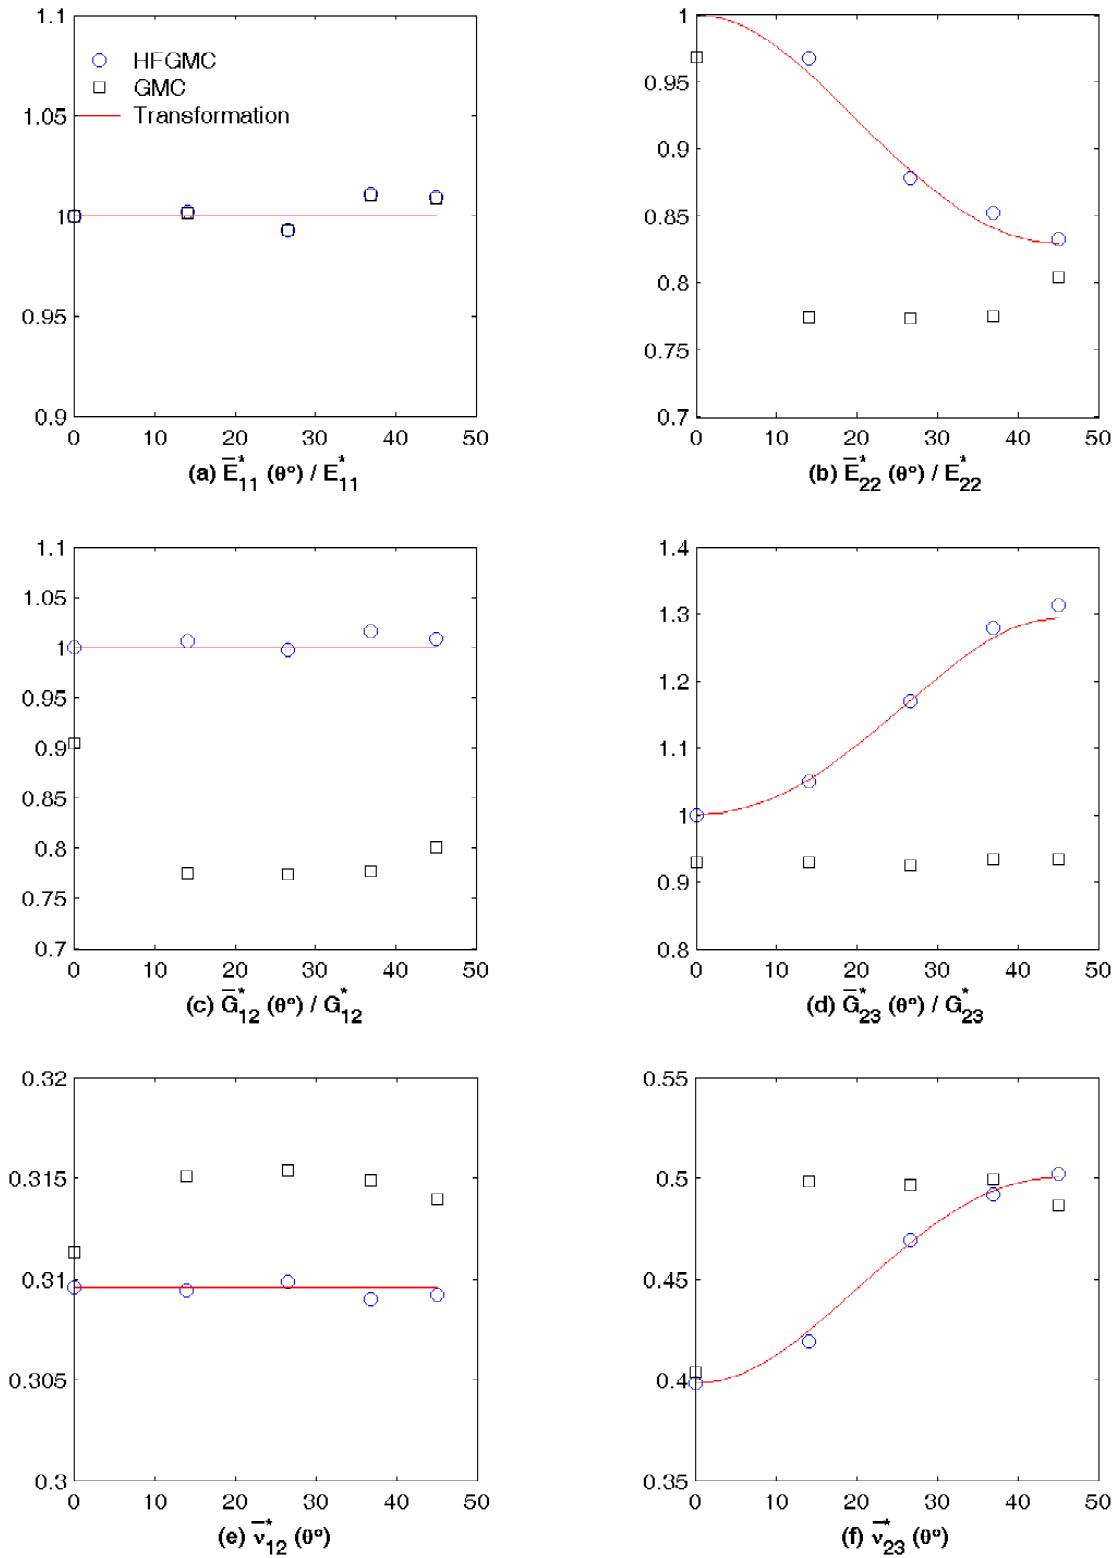 1.1
HFGMC
GMC
Transformation
1.05
1
0.95
0.9
0 10 20 30 40 50
(a) E̅*₁₁ (θ°) / E*₁₁
1
0.95
0.9
0.85
0.8
0.75
0.7
0 10 20 30 40 50
(b) E̅*₂₂ (θ°) / E*₂₂
1.1
1.05
1
0.95
0.9
0.85
0.8
0.75
0.7
0 10 20 30 40 50
(c) G̅*₁₂ (θ°) / G*₁₂
1.4
1.3
1.2
1.1
1
0.9
0.8
0 10 20 30 40 50
(d) G̅*₂₃ (θ°) / G*₂₃
0.32
0.315
0.31
0.305
0.3
0 10 20 30 40 50
(e) ν̅*₁₂ (θ°)
0.55
0.5
0.45
0.4
0.35
0 10 20 30 40 50
(f) ν̅*₂₃ (θ°)